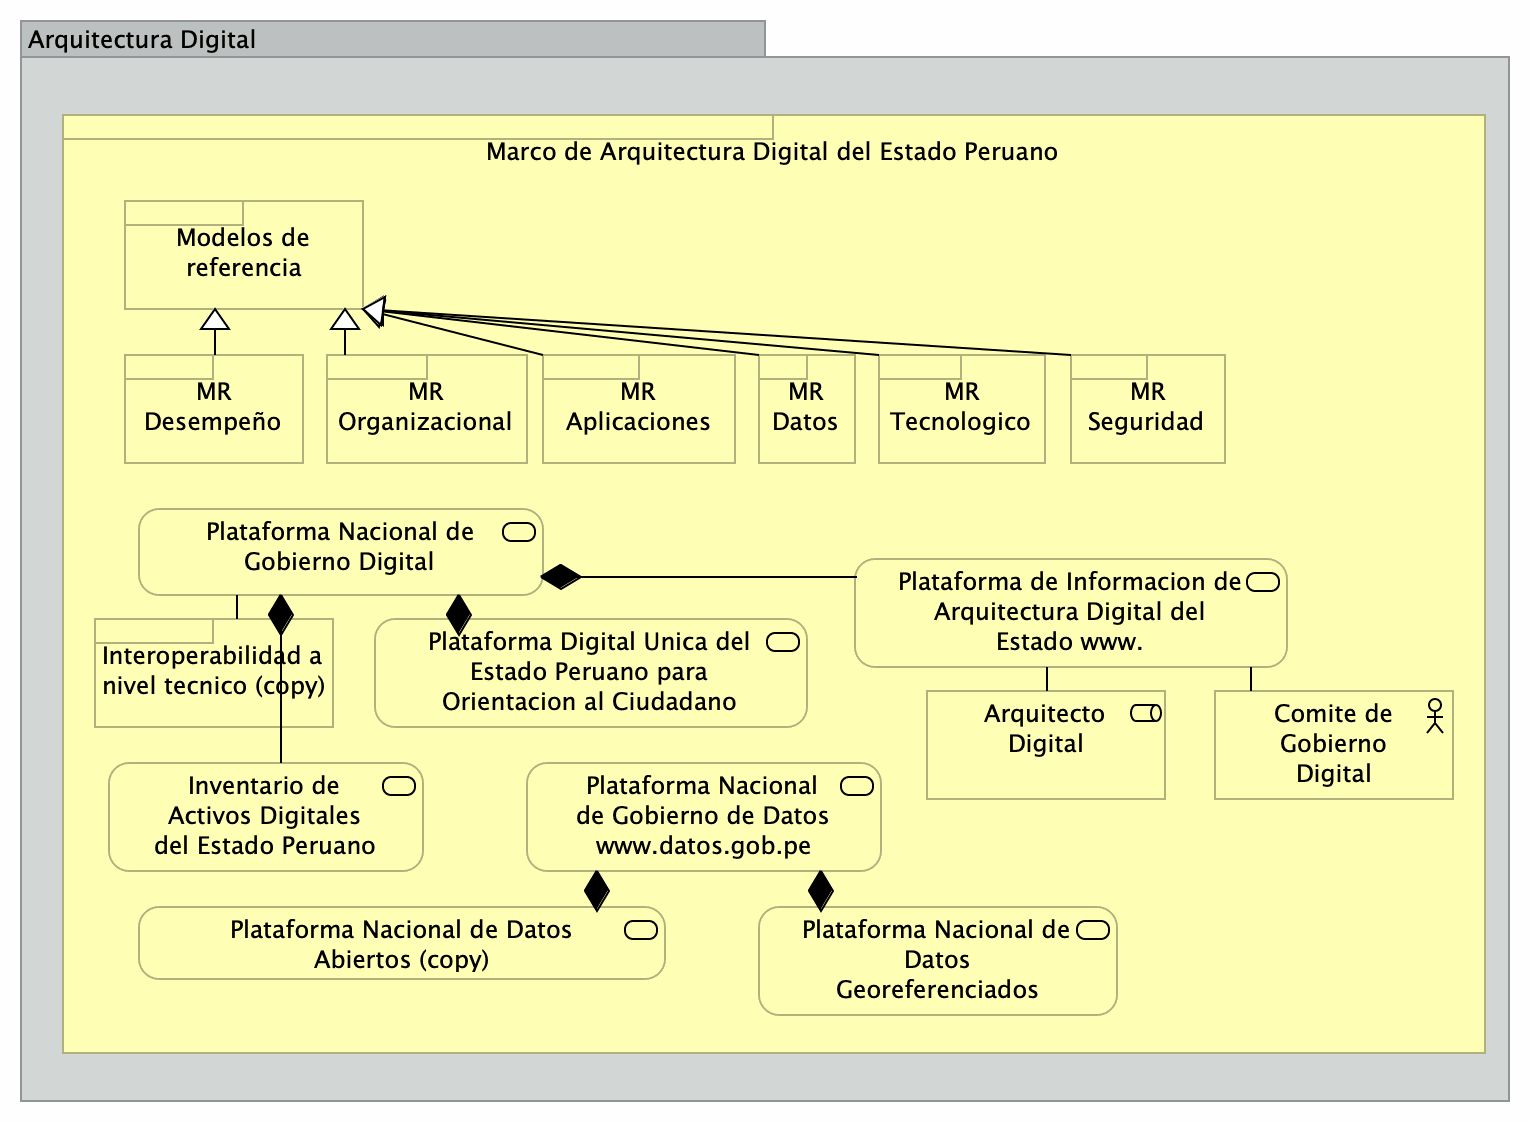 Arquitectura Digital
Marco de Arquitectura Digital del Estado Peruano
Modelos de
referencia
MR
Desempeño
MR
Organizacional
MR
Aplicaciones
MR
Datos
MR
Tecnologico
MR
Seguridad
Plataforma Nacional de
Gobierno Digital
Plataforma de Informacion de
Arquitectura Digital del
Estado www.
Interoperabilidad a
nivel tecnico (copy)
Plataforma Digital Unica del
Estado Peruano para
Orientacion al Ciudadano
Arquitecto
Digital
Comite de
Gobierno
Digital
Inventario de
Activos Digitales
del Estado Peruano
Plataforma Nacional
de Gobierno de Datos
www.datos.gob.pe
Plataforma Nacional de Datos
Abiertos (copy)
Plataforma Nacional de
Datos
Georeferenciados